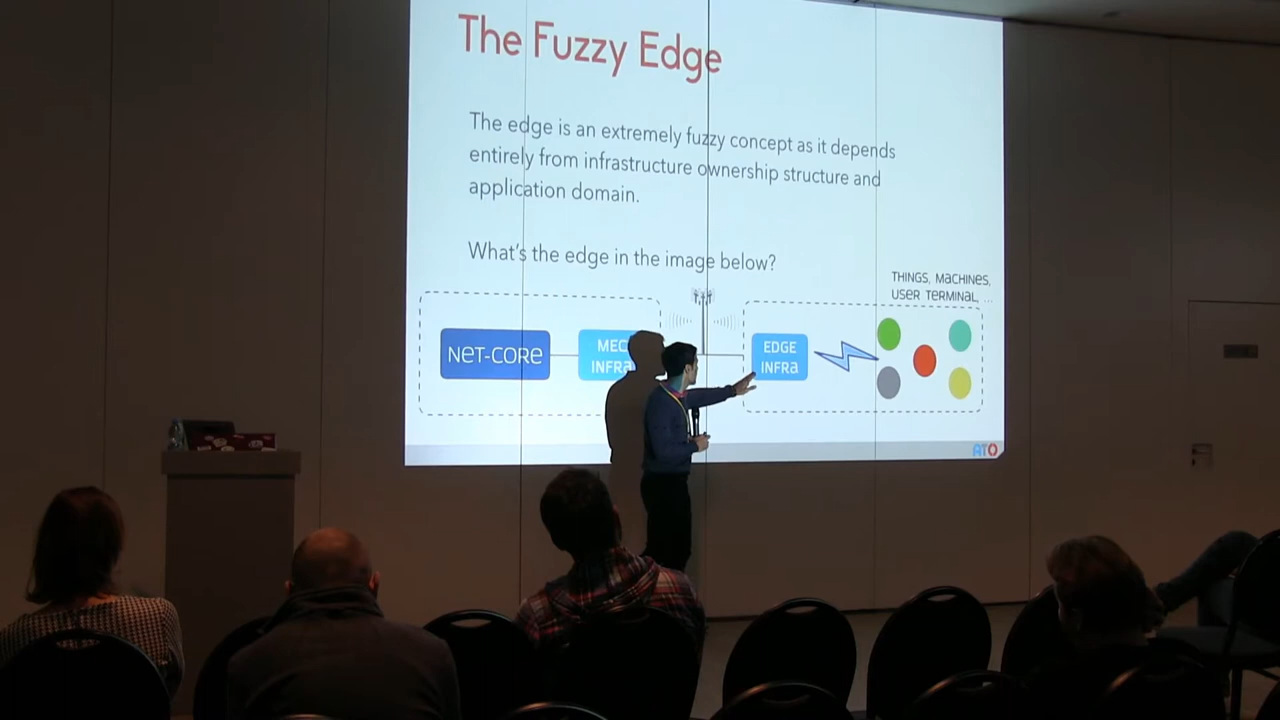 The Fuzzy Edge
The edge is an extremely fuzzy concept as it depends
entirely from infrastructure ownership structure and
application domain.
What's the edge in the image below?
THINGS, MACHINES,
USER TERMINAL, ...
NET-CORE
MEC
INFRA
EDGE
INFRA
ATO